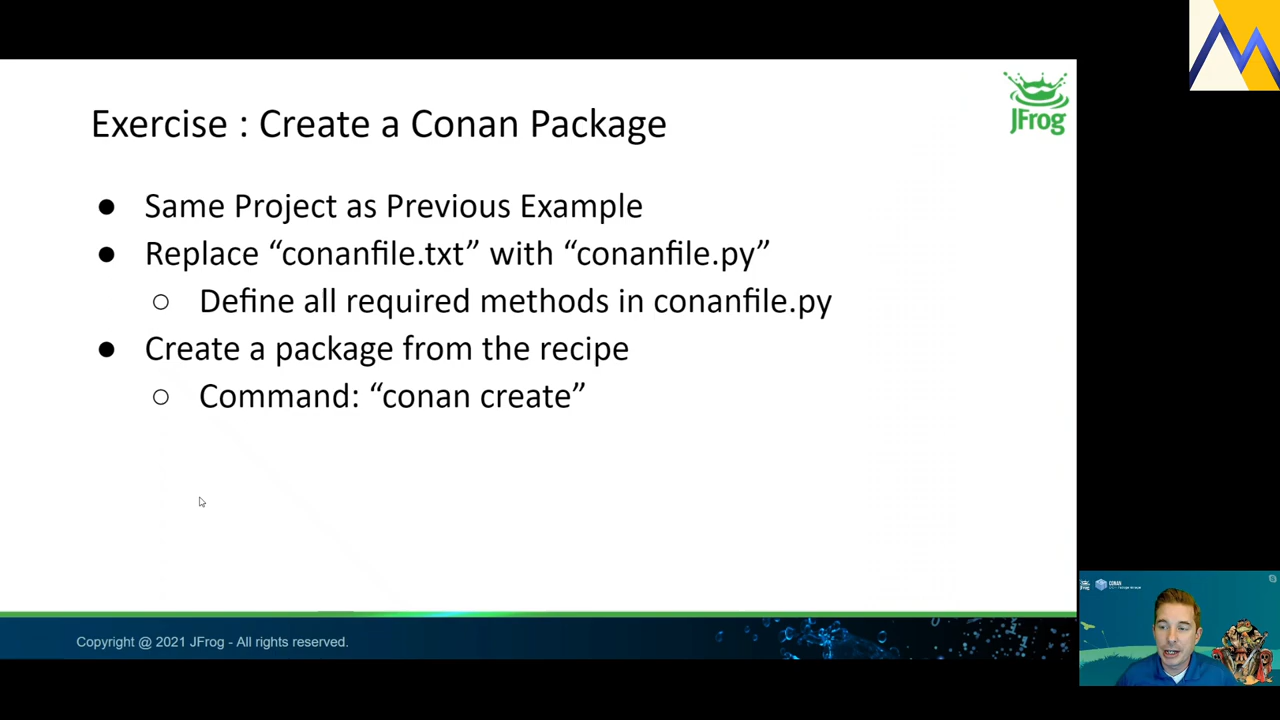 Exercise : Create a Conan Package
JFrog
● Same Project as Previous Example
● Replace “conanfile.txt” with “conanfile.py”
○ Define all required methods in conanfile.py
● Create a package from the recipe
○ Command: “conan create”
Copyright @ 2021 JFrog - All rights reserved.
CONAN